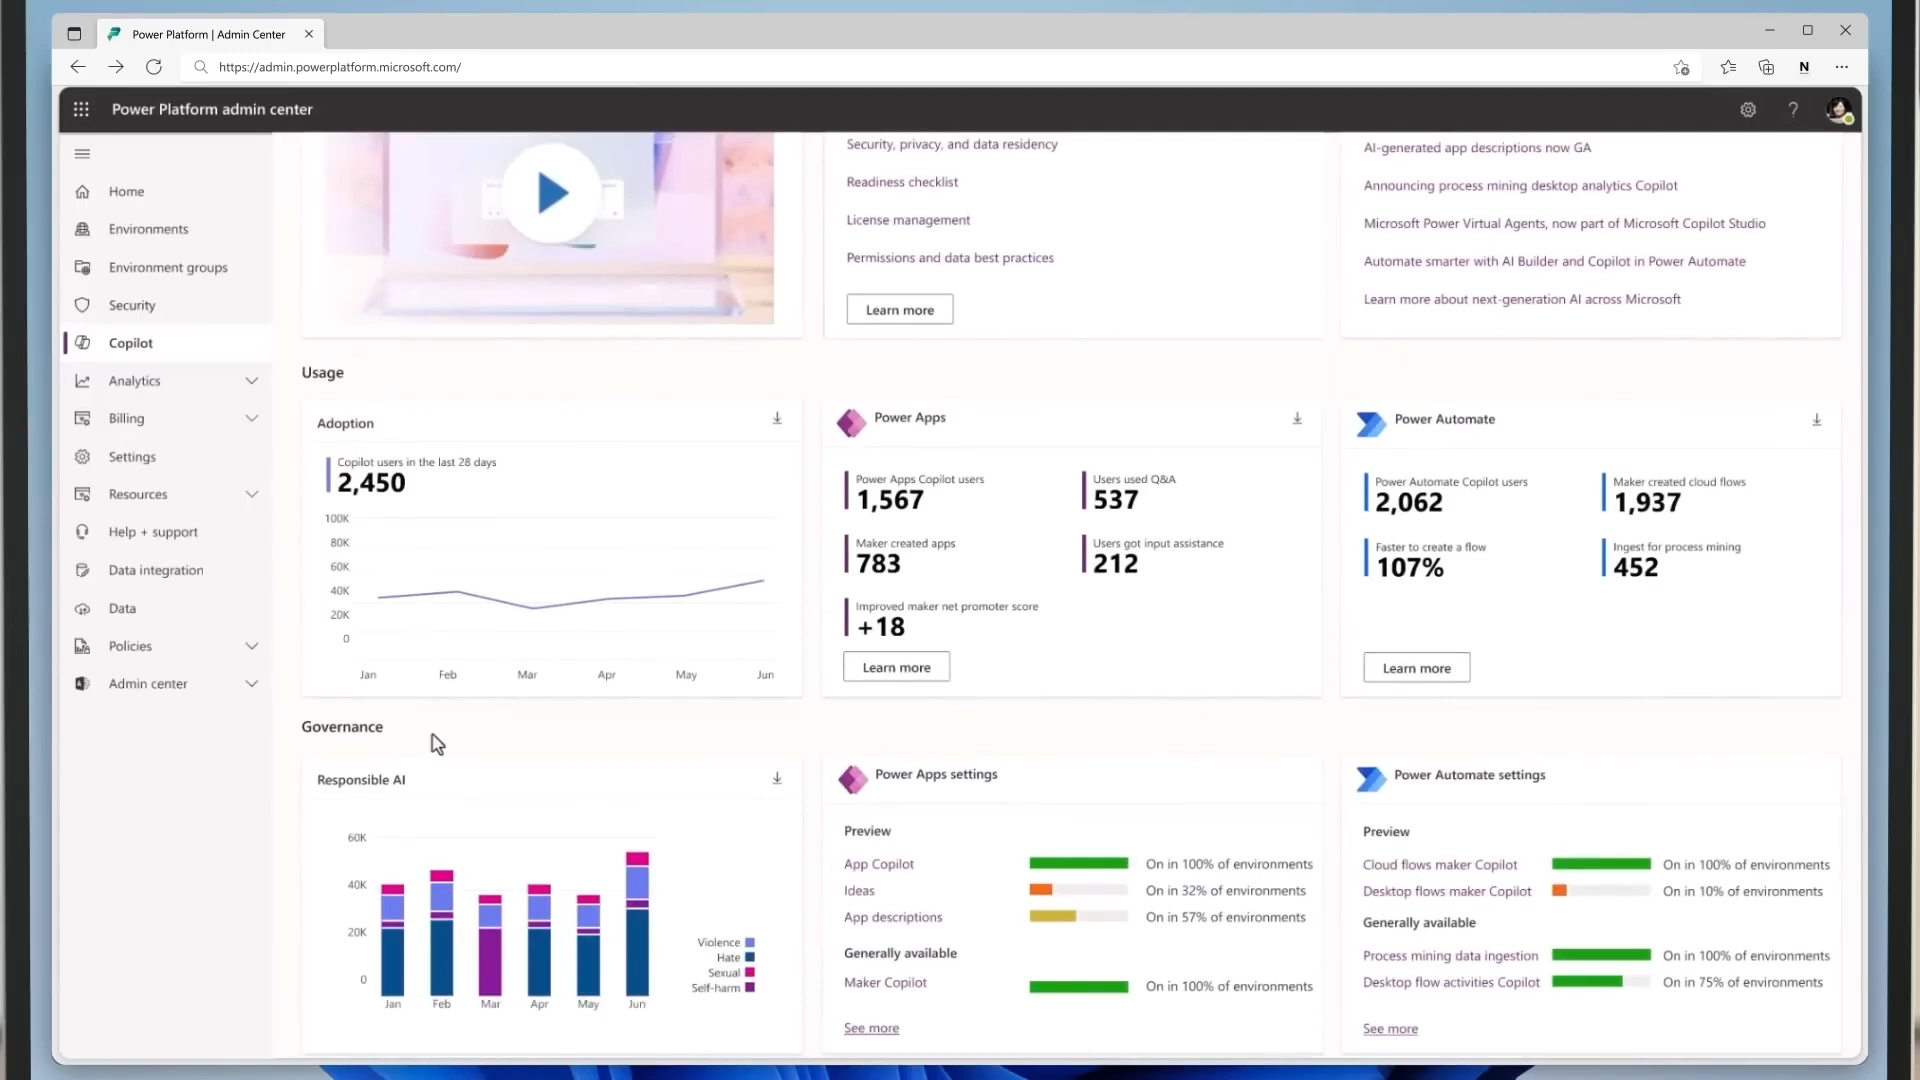 Power Platform | Admin Center
https://admin.powerplatform.microsoft.com/
N
Power Platform admin center
Home
Environments
Environment groups
Security
Copilot
Analytics
Billing
Settings
Resources
Help + support
Data integration
Data
Policies
Admin center
Security, privacy, and data residency
Readiness checklist
License management
Permissions and data best practices
Learn more
AI-generated app descriptions now GA
Announcing process mining desktop analytics Copilot
Microsoft Power Virtual Agents, now part of Microsoft Copilot Studio
Automate smarter with AI Builder and Copilot in Power Automate
Learn more about next-generation AI across Microsoft
Usage
Adoption
Copilot users in the last 28 days
2,450
100K
80K
60K
40K
20K
0
Jan Feb Mar Apr May Jun
Power Apps
Power Apps Copilot users
1,567
Users used Q&A
537
Maker created apps
783
Users got input assistance
212
Improved maker net promoter score
+18
Learn more
Power Automate
Power Automate Copilot users
2,062
Maker created cloud flows
1,937
Faster to create a flow
107%
Ingest for process mining
452
Learn more
Governance
Responsible AI
60K
40K
20K
0
Jan Feb Mar Apr May Jun
Violence
Hate
Sexual
Self-harm
Power Apps settings
Preview
App Copilot On in 100% of environments
Ideas On in 32% of environments
App descriptions On in 57% of environments
Generally available
Maker Copilot On in 100% of environments
See more
Power Automate settings
Preview
Cloud flows maker Copilot On in 100% of environments
Desktop flows maker Copilot On in 10% of environments
Generally available
Process mining data ingestion On in 100% of environments
Desktop flow activities Copilot On in 75% of environments
See more